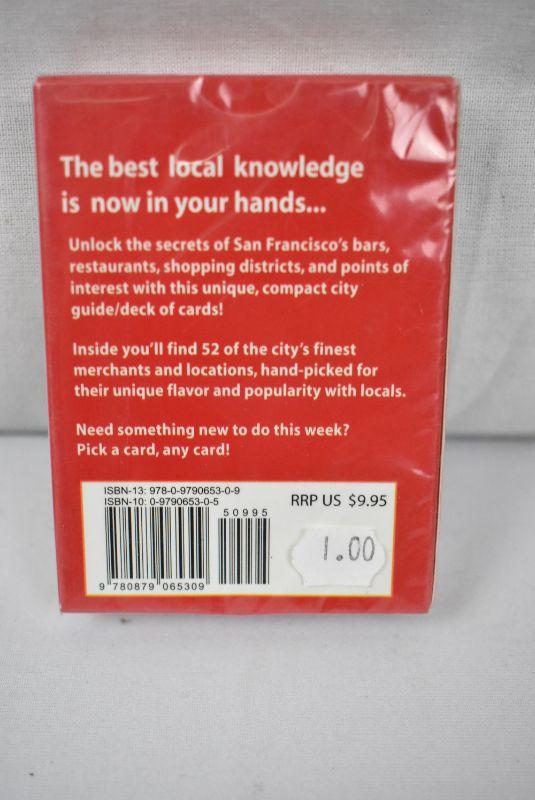 The best local knowledge
is now in your hands...
Unlock the secrets of San Francisco's bars,
restaurants, shopping districts, and points of
interest with this unique, compact city
guide/deck of cards!
Inside you'll find 52 of the city's finest
merchants and locations, hand-picked for
their unique flavor and popularity with locals.
Need something new to do this week?
Pick a card, any card!
ISBN-13: 978-0-9790653-0-9
ISBN-10: 0-9790653-0-5
RRP US $9.95
50995
1.00
9 780879 065309